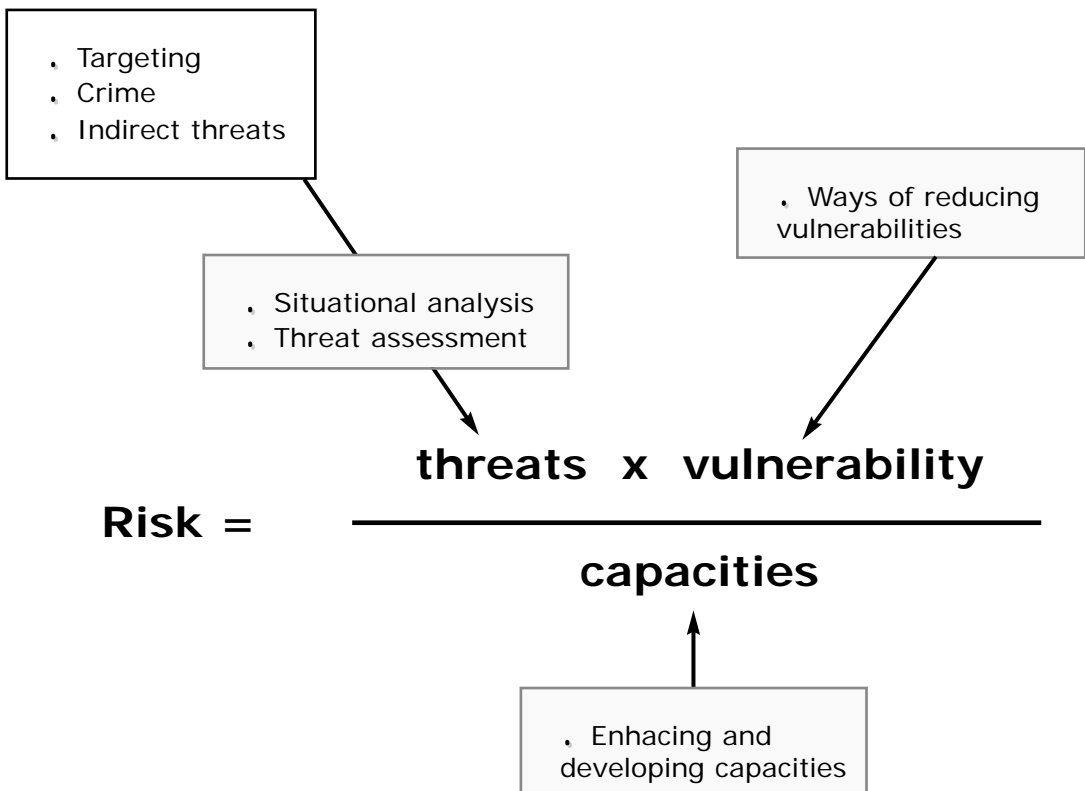 . Targeting
. Crime
. Indirect threats
. Ways of reducing
vulnerabilities
. Situational analysis
. Threat assessment
threats x vulnerability
Risk =
capacities
. Enhacing and
developing capacities